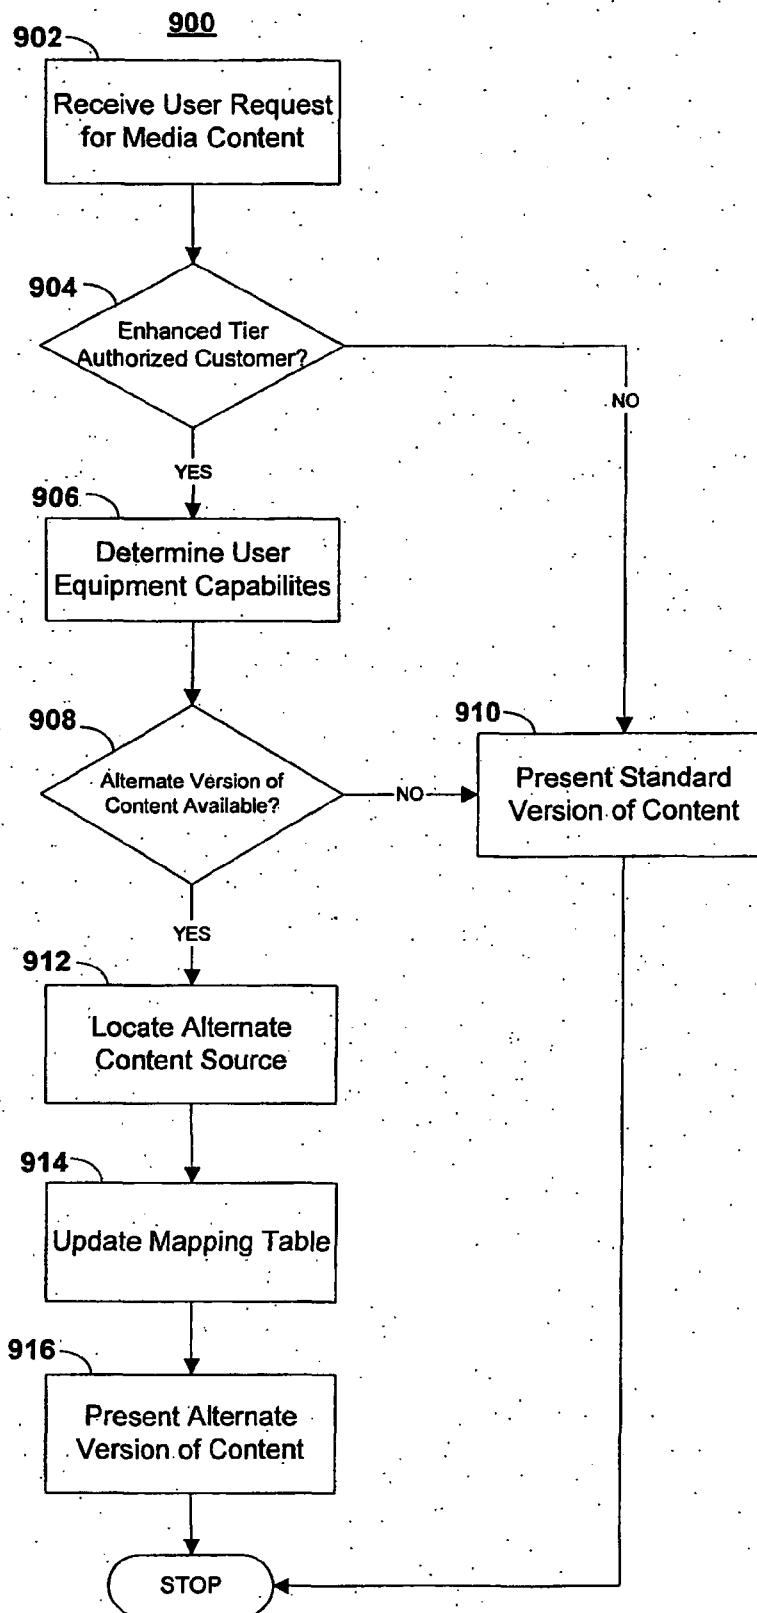 900
902
Receive User Request
for Media Content
904
Enhanced Tier
Authorized Customer?
NO
YES
906
Determine User
Equipment Capabilites
908
Alternate Version of
Content Available?
NO
910
Present Standard
Version of Content
YES
912
Locate Alternate
Content Source
914
Update Mapping Table
916
Present Alternate
Version of Content
STOP